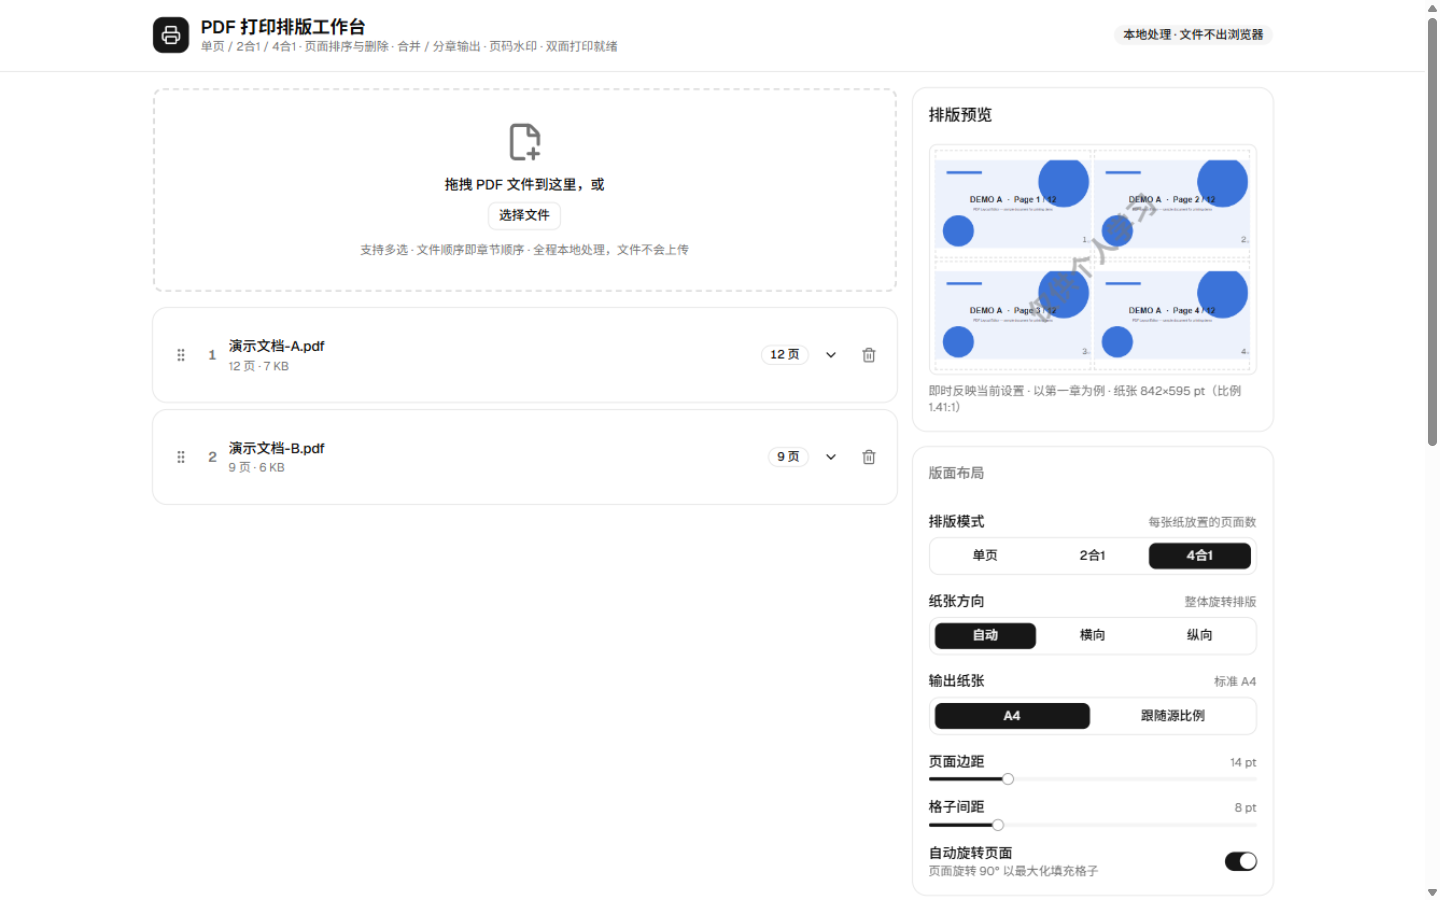 PDF 打印排版工作台
单页 / 2合1 / 4合1 · 页面排序与删除 · 合并 / 分章输出 · 页码水印 · 双面打印就绪
本地处理 · 文件不出浏览器
拖拽 PDF 文件到这里，或
选择文件
支持多选 · 文件顺序即章节顺序 · 全程本地处理，文件不会上传
1
演示文档-A.pdf
12 页 · 7 KB
12 页
2
演示文档-B.pdf
9 页 · 6 KB
9 页
排版预览
DEMO A · Page 1 / 12
DEMO A · Page 2 / 12
1
2
DEMO A · Page 3 / 12
DEMO A · Page 4 / 12
3
4
即时反映当前设置 · 以第一章为例 · 纸张 842×595 pt（比例
1.41:1）
版面布局
排版模式
每张纸放置的页面数
单页
2合1
4合1
纸张方向
整体旋转排版
自动
横向
纵向
输出纸张
标准 A4
A4
跟随源比例
页面边距
14 pt
格子间距
8 pt
自动旋转页面
页面旋转 90° 以最大化填充格子